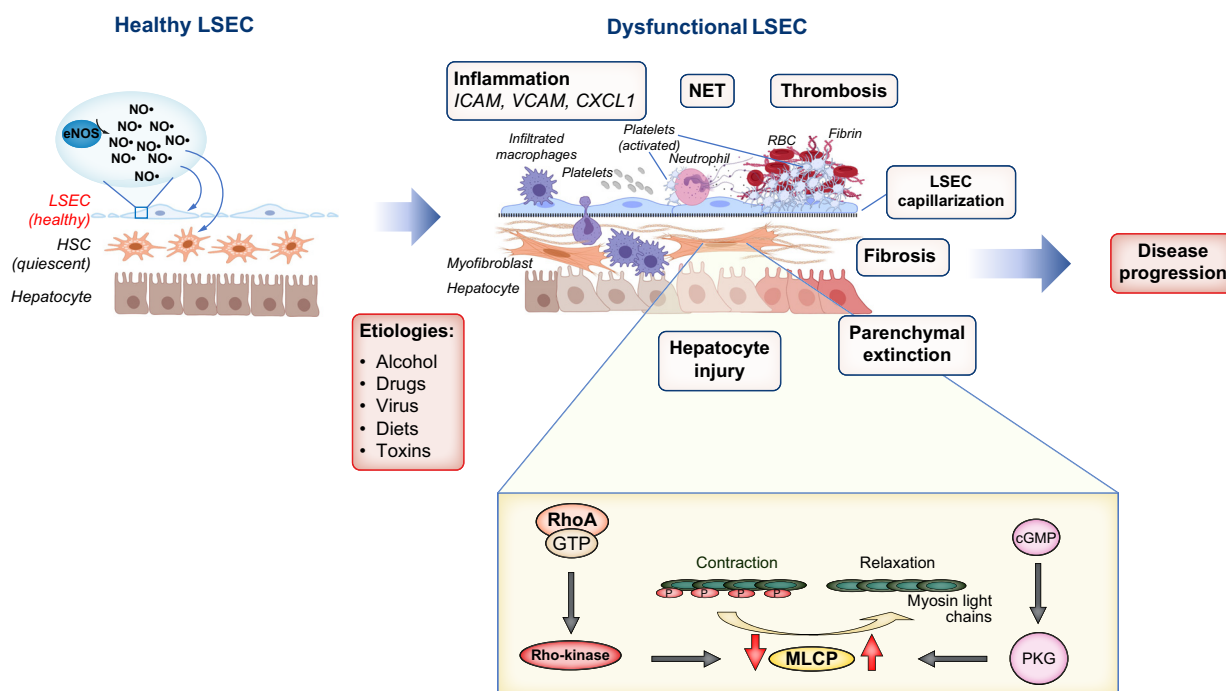 Healthy LSEC
eNOS
NO•
NO•
NO•
NO•
NO•
NO•
NO•
NO•
NO•
NO•
LSEC
(healthy)
HSC
(quiescent)
Hepatocyte
Etiologies:
• Alcohol
• Drugs
• Virus
• Diets
• Toxins
Dysfunctional LSEC
Inflammation
ICAM, VCAM, CXCL1
NET
Thrombosis
Infiltrated
macrophages
Platelets
Platelets
(activated)
Neutrophil
RBC
Fibrin
LSEC
capillarization
Myofibroblast
Hepatocyte
Fibrosis
Hepatocyte
injury
Parenchymal
extinction
Disease
progression
RhoA
GTP
Rho-kinase
Contraction
P P P P
Relaxation
Myosin light
chains
MLCP
cGMP
PKG